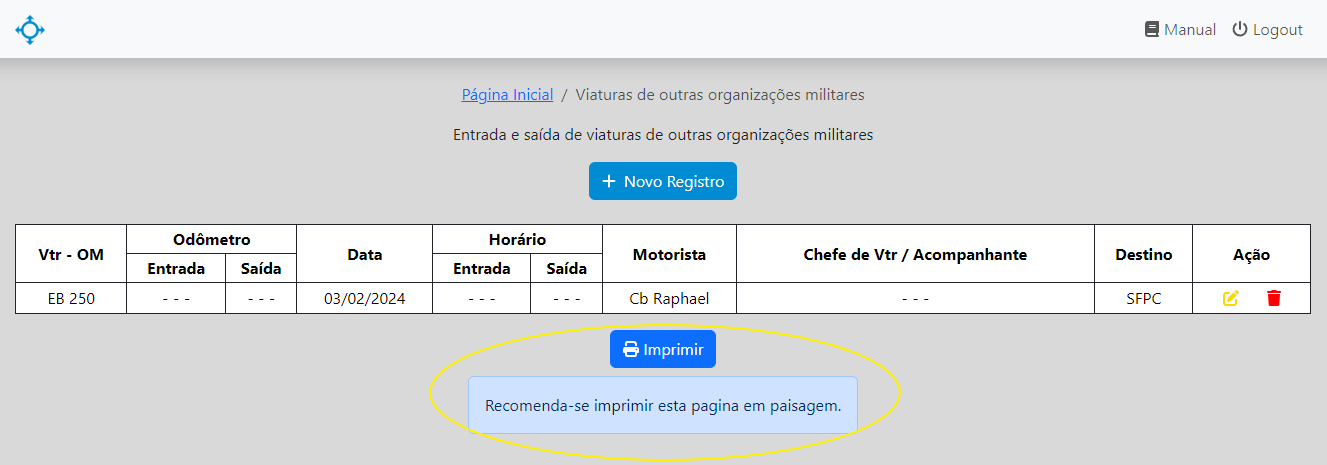 Manual Logout
Página Inicial / Viaturas de outras organizações militares
Entrada e saída de viaturas de outras organizações militares
+ Novo Registro
Vtr - OM Odômetro Data Horário Motorista Chefe de Vtr / Acompanhante Destino Ação
Entrada Saída Entrada Saída
EB 250 - - - - - - 03/02/2024 - - - - - - Cb Raphael - - - SFPC
Imprimir
Recomenda-se imprimir esta pagina em paisagem.